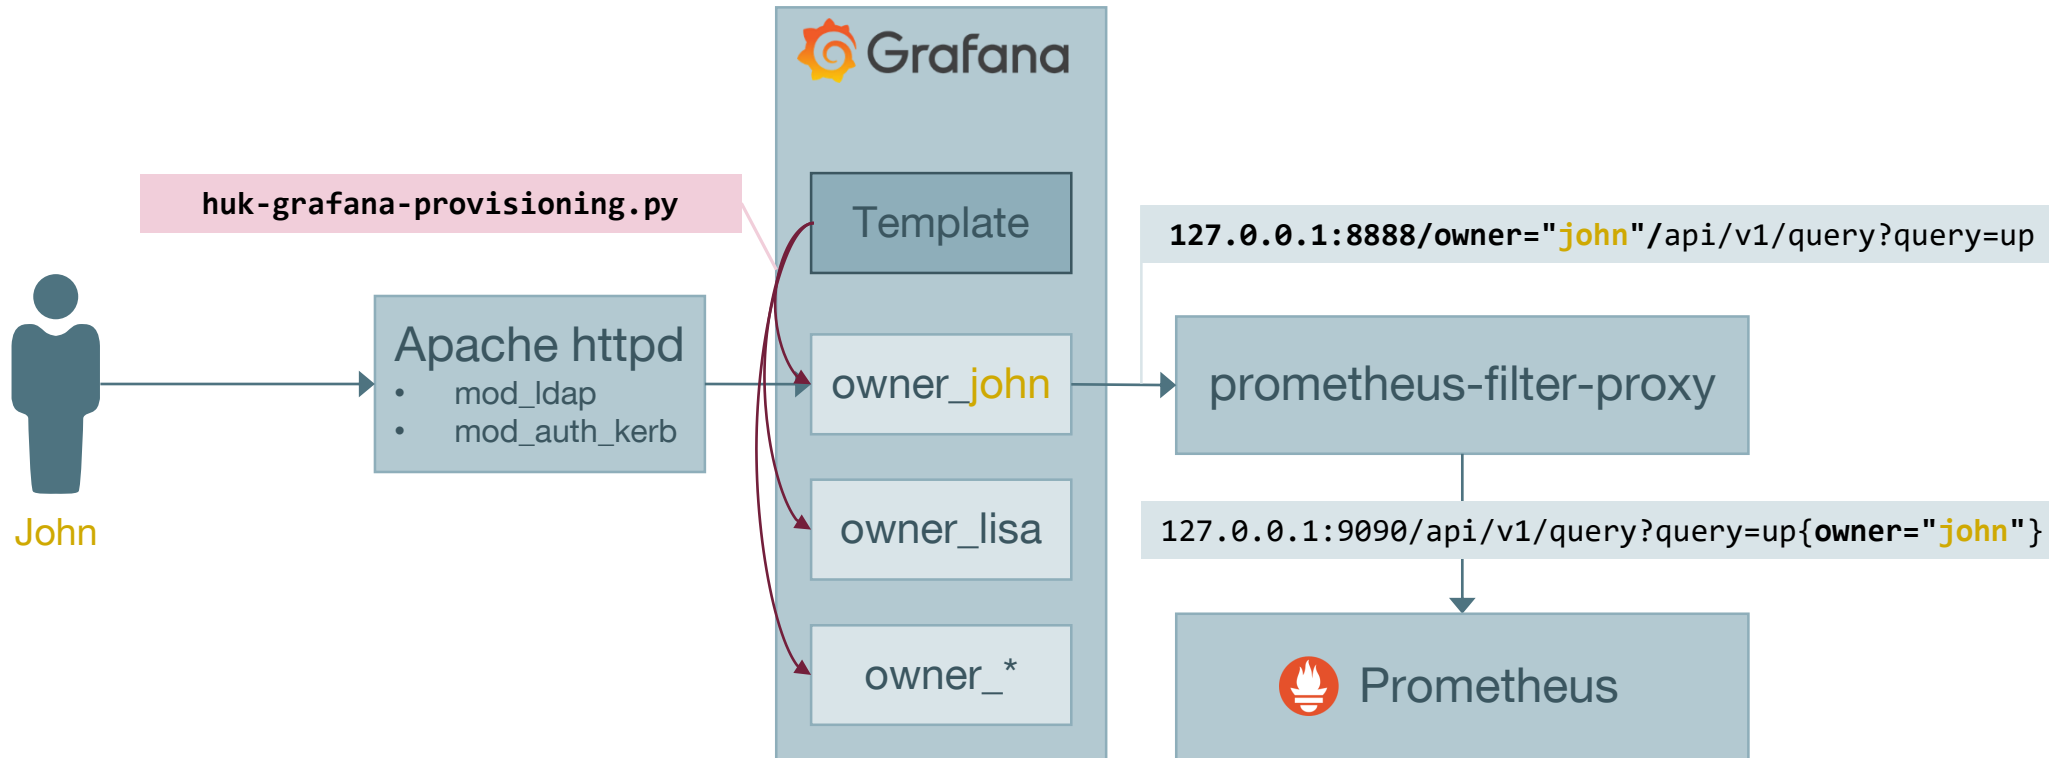 Grafana
huk-grafana-provisioning.py
Template
127.0.0.1:8888/owner="john"/api/v1/query?query=up
Apache httpd
• mod_ldap
• mod_auth_kerb
owner_john
prometheus-filter-proxy
John
owner_lisa
127.0.0.1:9090/api/v1/query?query=up{owner="john"}
owner_*
Prometheus